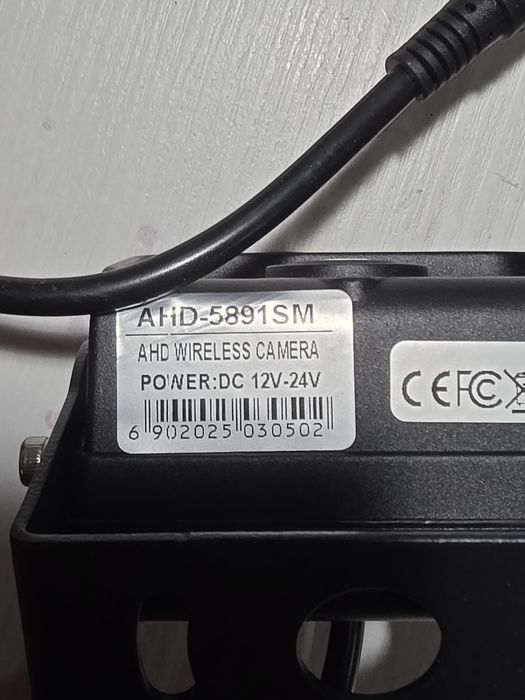 AHD-5891SM
AHD WIRELESS CAMERA
POWER:DC 12V-24V
6 902025 030502
CE FC